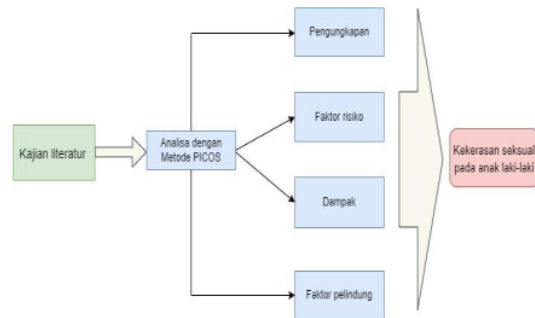 Pengungkapan
Faktor risiko
Kajian literatur
Analisa dengan
Metode PICOS
Kekerasan seksual
pada anak laki-laki
Dampak
Faktor pelindung